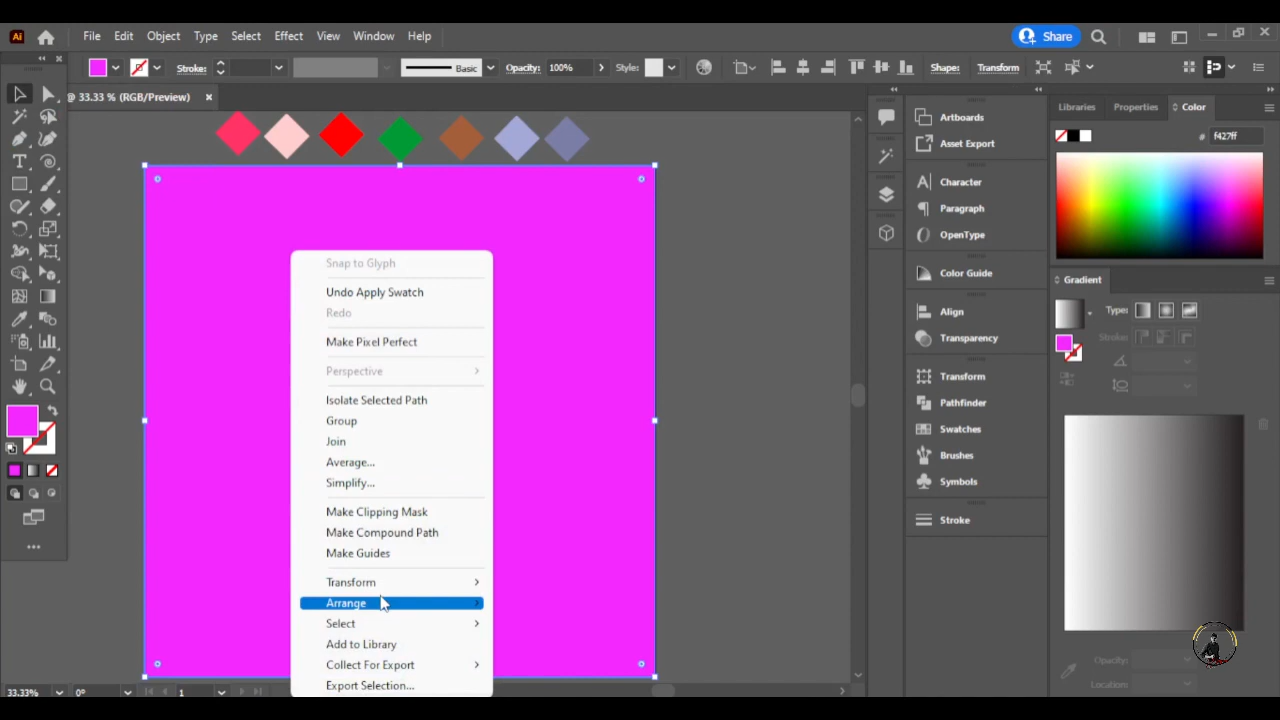 Ai File Edit Object Type Select Effect View Window Help Share
Stroke: Basic Opacity: 100% Style: Shape: Transform
@ 33.33 % (RGB/Preview) ×
Libraries Properties Color
# f427ff
Artboards
Asset Export
Character
Paragraph
OpenType
Color Guide
Align
Transparency
Transform
Pathfinder
Swatches
Brushes
Symbols
Stroke
Gradient
Type:
Stroke:
Opacity:
Location:
Snap to Glyph
Undo Apply Swatch
Redo
Make Pixel Perfect
Perspective
Isolate Selected Path
Group
Join
Average...
Simplify...
Make Clipping Mask
Make Compound Path
Make Guides
Transform
Arrange
Select
Add to Library
Collect For Export
Export Selection...
33.33% 0° 1